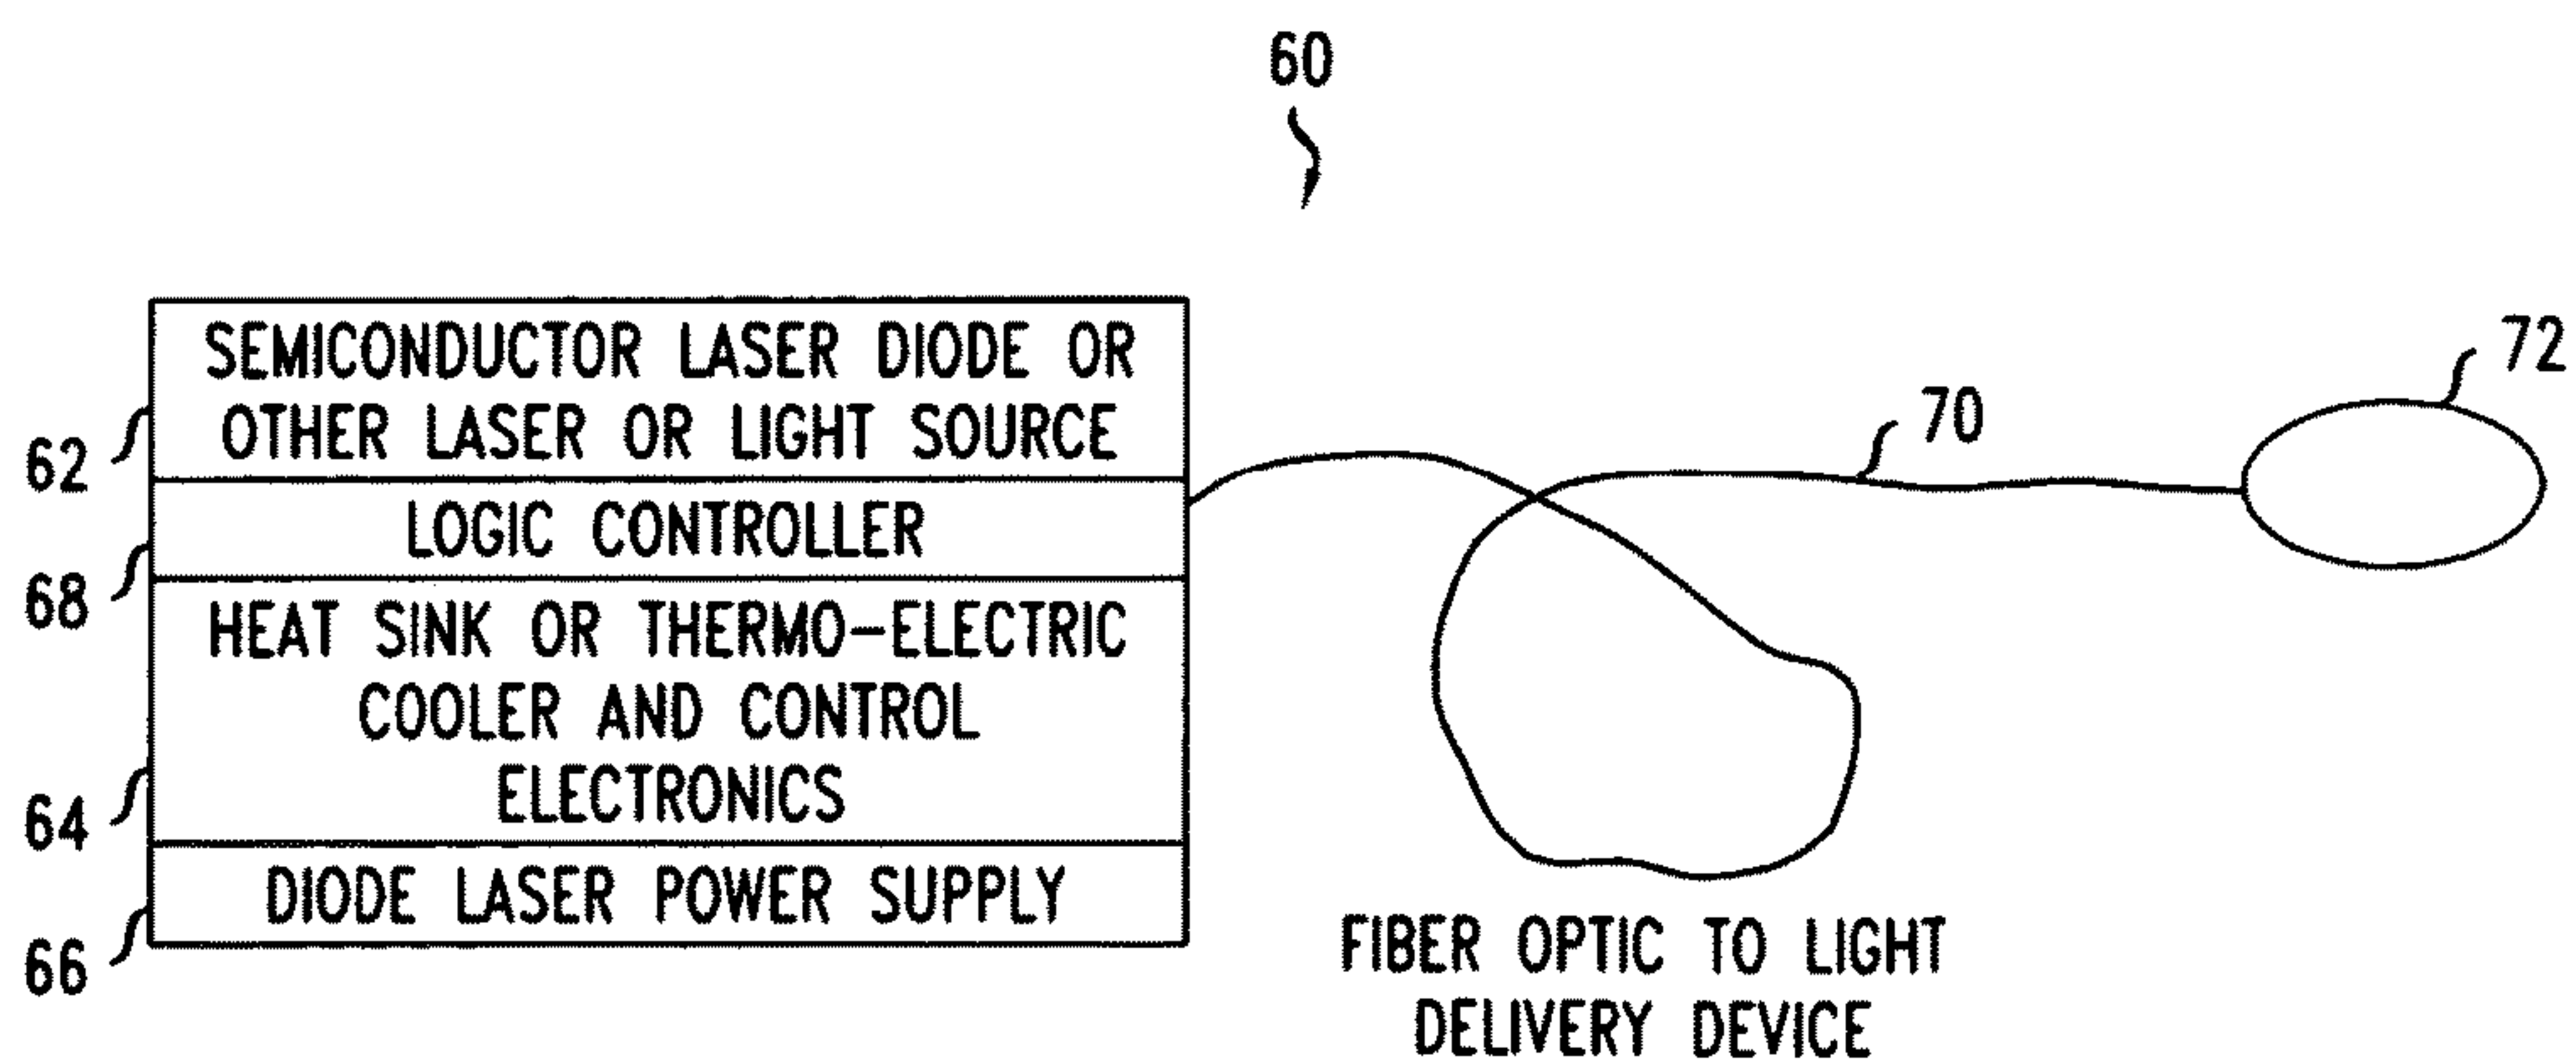 60
SEMICONDUCTOR LASER DIODE OR
OTHER LASER OR LIGHT SOURCE
62
LOGIC CONTROLLER
68
HEAT SINK OR THERMO-ELECTRIC
COOLER AND CONTROL
ELECTRONICS
64
DIODE LASER POWER SUPPLY
66
70
72
FIBER OPTIC TO LIGHT
DELIVERY DEVICE